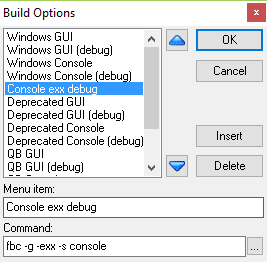 Build Options
x
Windows GUI
Windows GUI (debug)
Windows Console
Windows Console (debug)
Console exx debug
Deprecated GUI
Deprecated GUI (debug)
Deprecated Console
Deprecated Console (debug)
QB GUI
QB GUI (debug)
OK
Cancel
Insert
Delete
Menu item:
Console exx debug
Command:
fbc -g -exx -s console
...